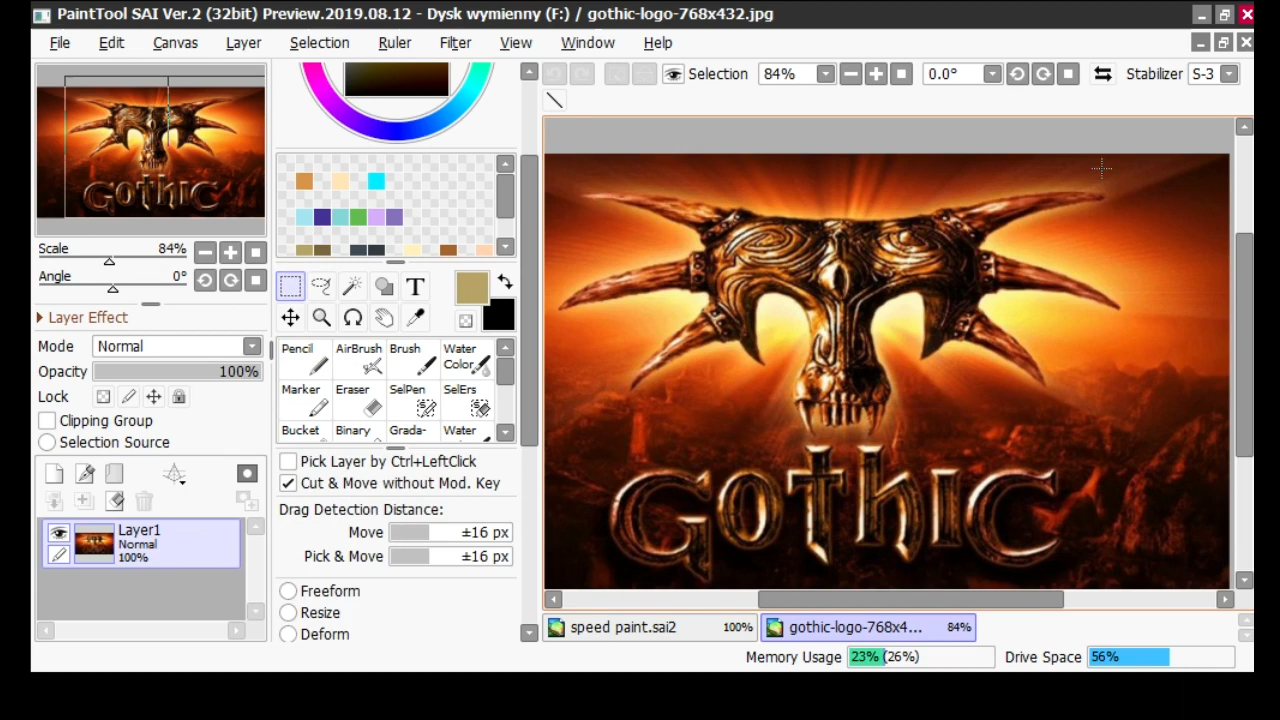 PaintTool SAI Ver.2 (32bit) Preview.2019.08.12 - Dysk wymienny (F:) / gothic-logo-768x432.jpg
File Edit Canvas Layer Selection Ruler Filter View Window Help
Selection 84% 0.0° Stabilizer S-3
Scale 84%
Angle 0°
Layer Effect
Mode Normal
Opacity 100%
Lock
Clipping Group
Selection Source
Layer1
Normal
100%
T
Pencil AirBrush Brush Water Color
Marker Eraser SelPen SelErs
Bucket Binary Grada- Water
Pick Layer by Ctrl+LeftClick
Cut & Move without Mod. Key
Drag Detection Distance:
Move ±16 px
Pick & Move ±16 px
Freeform
Resize
Deform
GOTHIC
GOTHIC
speed paint.sai2 100% gothic-logo-768x4... 84%
Memory Usage 23% (26%) Drive Space 56%